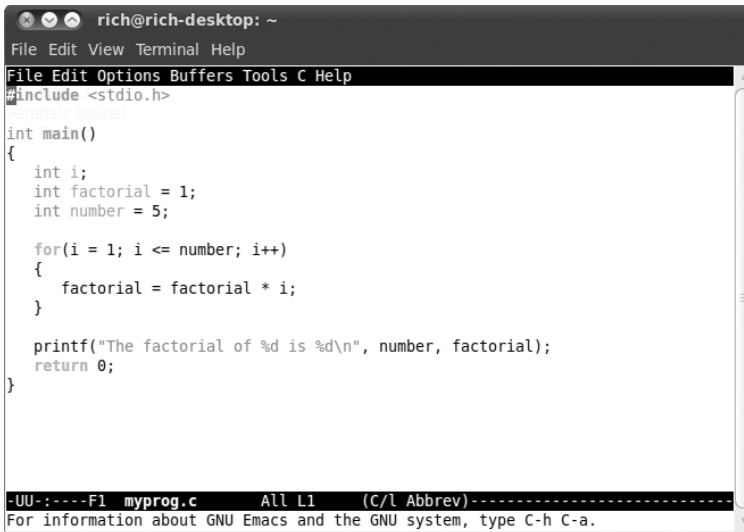 rich@rich-desktop: ~
File Edit View Terminal Help
File Edit Options Buffers Tools C Help
#include <stdio.h>
Parallels Shared
int main()
{
   int i;
   int factorial = 1;
   int number = 5;

   for(i = 1; i <= number; i++)
   {
      factorial = factorial * i;
   }

   printf("The factorial of %d is %d\n", number, factorial);
   return 0;
}
-UU-:----F1  myprog.c       All L1     (C/l Abbrev)-----------------------------
For information about GNU Emacs and the GNU system, type C-h C-a.